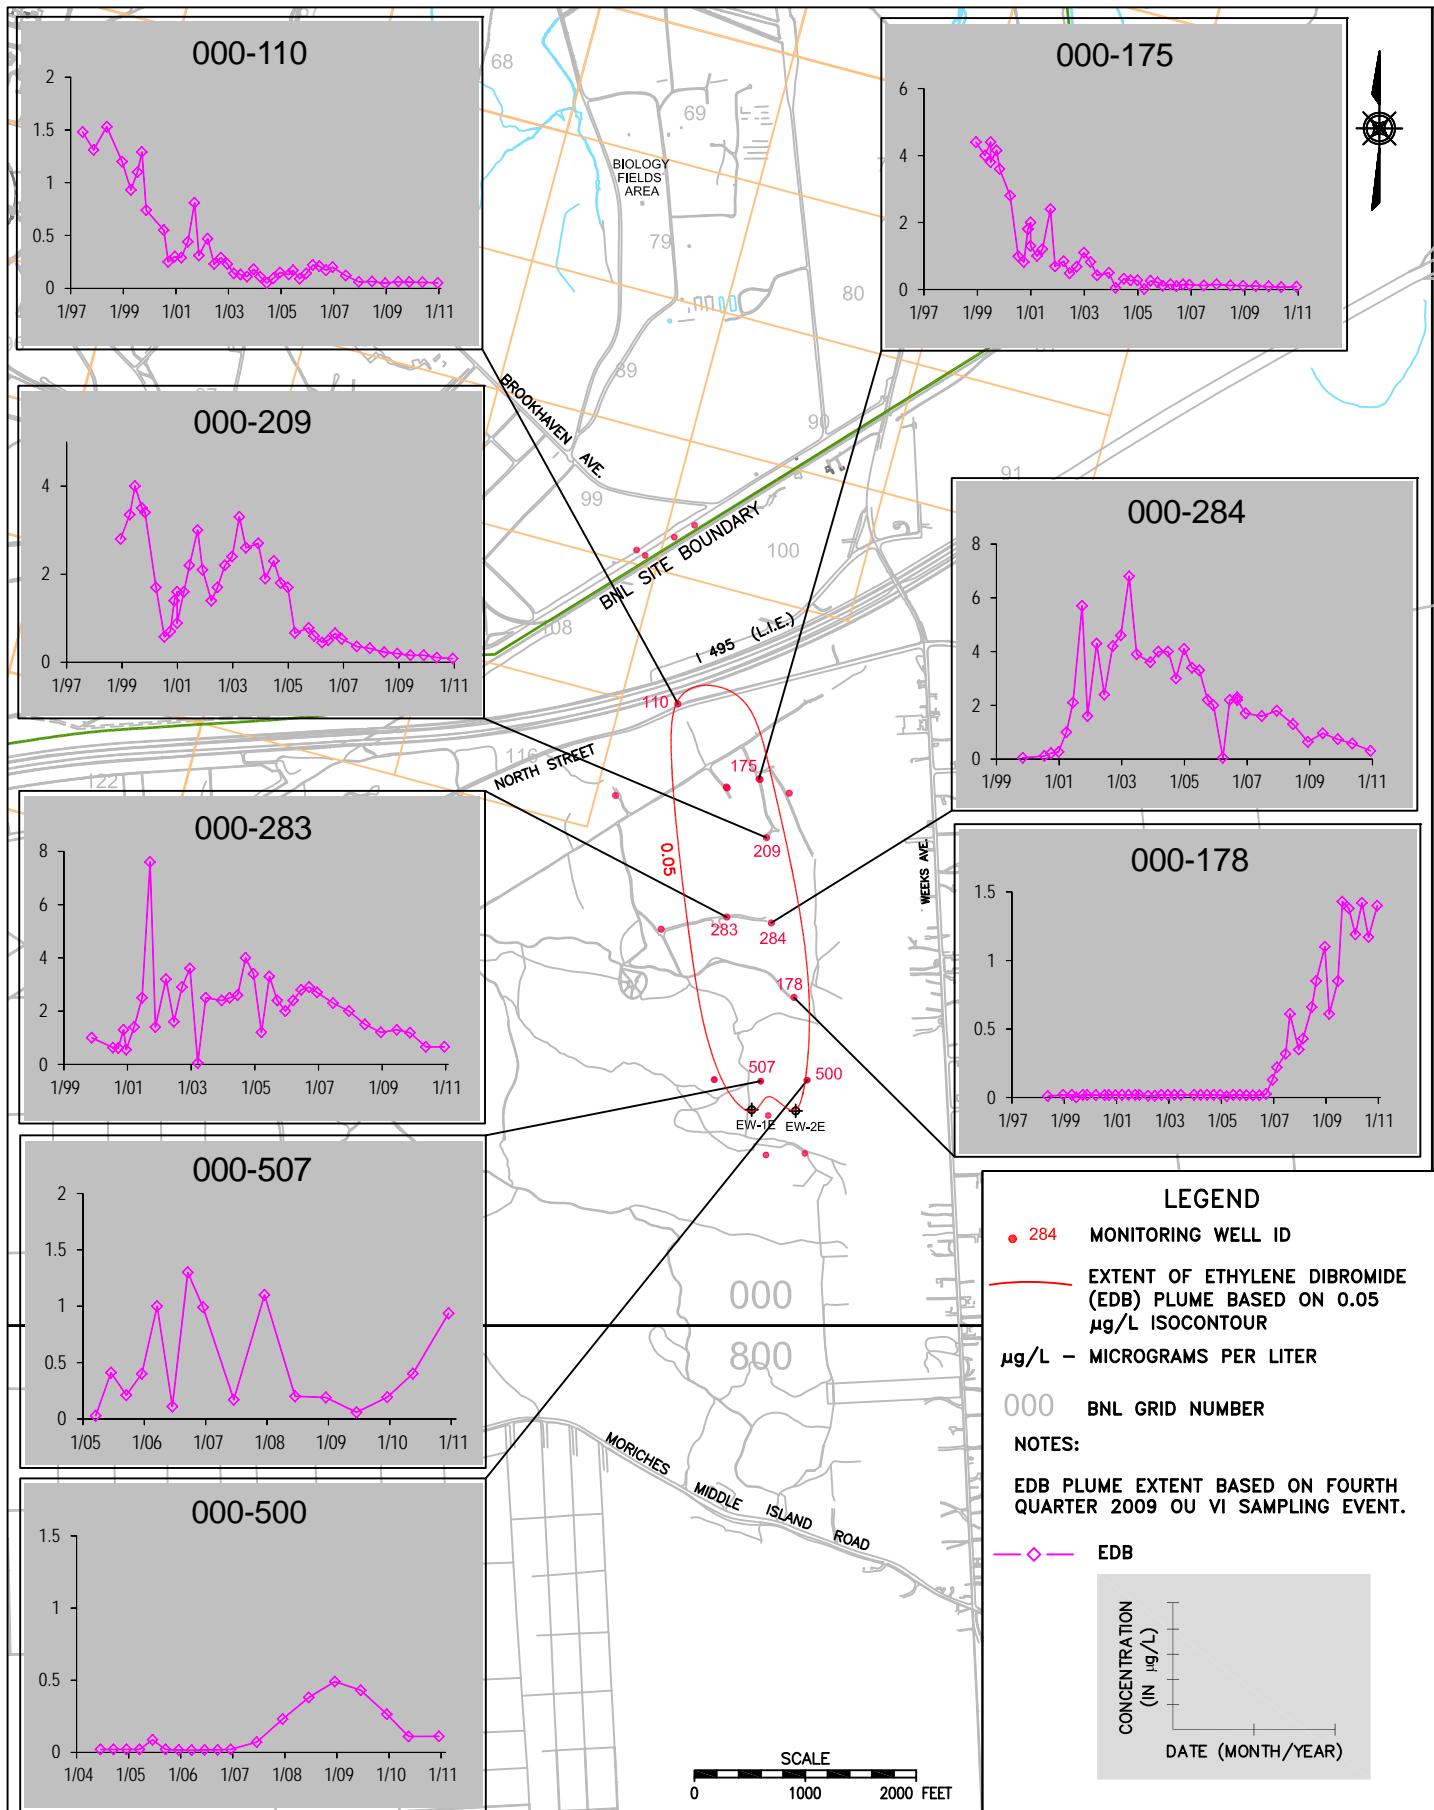 000-110
2
1.5
1
0.5
0
1/97 1/99 1/01 1/03 1/05 1/07 1/09 1/11
000-175
6
4
2
0
1/97 1/99 1/01 1/03 1/05 1/07 1/09 1/11
68
69
BIOLOGY
FIELDS
AREA
79
80
89
BROOKHAVEN AVE.
90
91
99
100
BNL SITE BOUNDARY
108
I 495 (L.I.E.)
000-209
4
2
0
1/97 1/99 1/01 1/03 1/05 1/07 1/09 1/11
000-284
8
6
4
2
0
1/99 1/01 1/03 1/05 1/07 1/09 1/11
110
116
NORTH STREET
122
175
209
0.05
283
284
178
WEEKS AVE.
000-283
8
6
4
2
0
1/99 1/01 1/03 1/05 1/07 1/09 1/11
000-178
1.5
1
0.5
0
1/97 1/99 1/01 1/03 1/05 1/07 1/09 1/11
507
500
EW-1E
EW-2E
000-507
2
1.5
1
0.5
0
1/05 1/06 1/07 1/08 1/09 1/10 1/11
000
800
MORICHES MIDDLE ISLAND ROAD
000-500
1.5
1
0.5
0
1/04 1/05 1/06 1/07 1/08 1/09 1/10 1/11
SCALE
0 1000 2000 FEET
LEGEND
284 MONITORING WELL ID
EXTENT OF ETHYLENE DIBROMIDE
(EDB) PLUME BASED ON 0.05
µg/L ISOCONTOUR
µg/L – MICROGRAMS PER LITER
000 BNL GRID NUMBER
NOTES:
EDB PLUME EXTENT BASED ON FOURTH
QUARTER 2009 OU VI SAMPLING EVENT.
EDB
CONCENTRATION
(IN µg/L)
DATE (MONTH/YEAR)